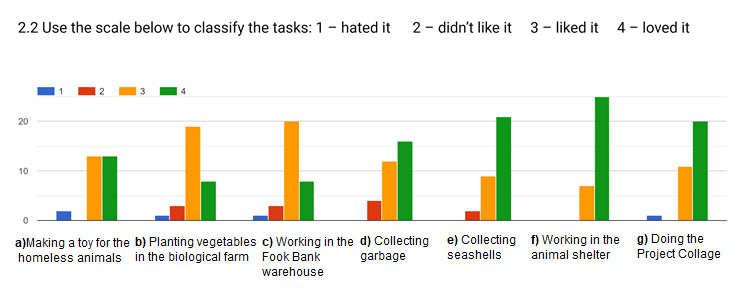 2.2 Use the scale below to classify the tasks: 1 – hated it 2 – didn't like it 3 – liked it 4 – loved it
1 2 3 4
20
10
0
a)Making a toy for the homeless animals
b) Planting vegetables in the biological farm
c) Working in the Fook Bank warehouse
d) Collecting garbage
e) Collecting seashells
f) Working in the animal shelter
g) Doing the Project Collage